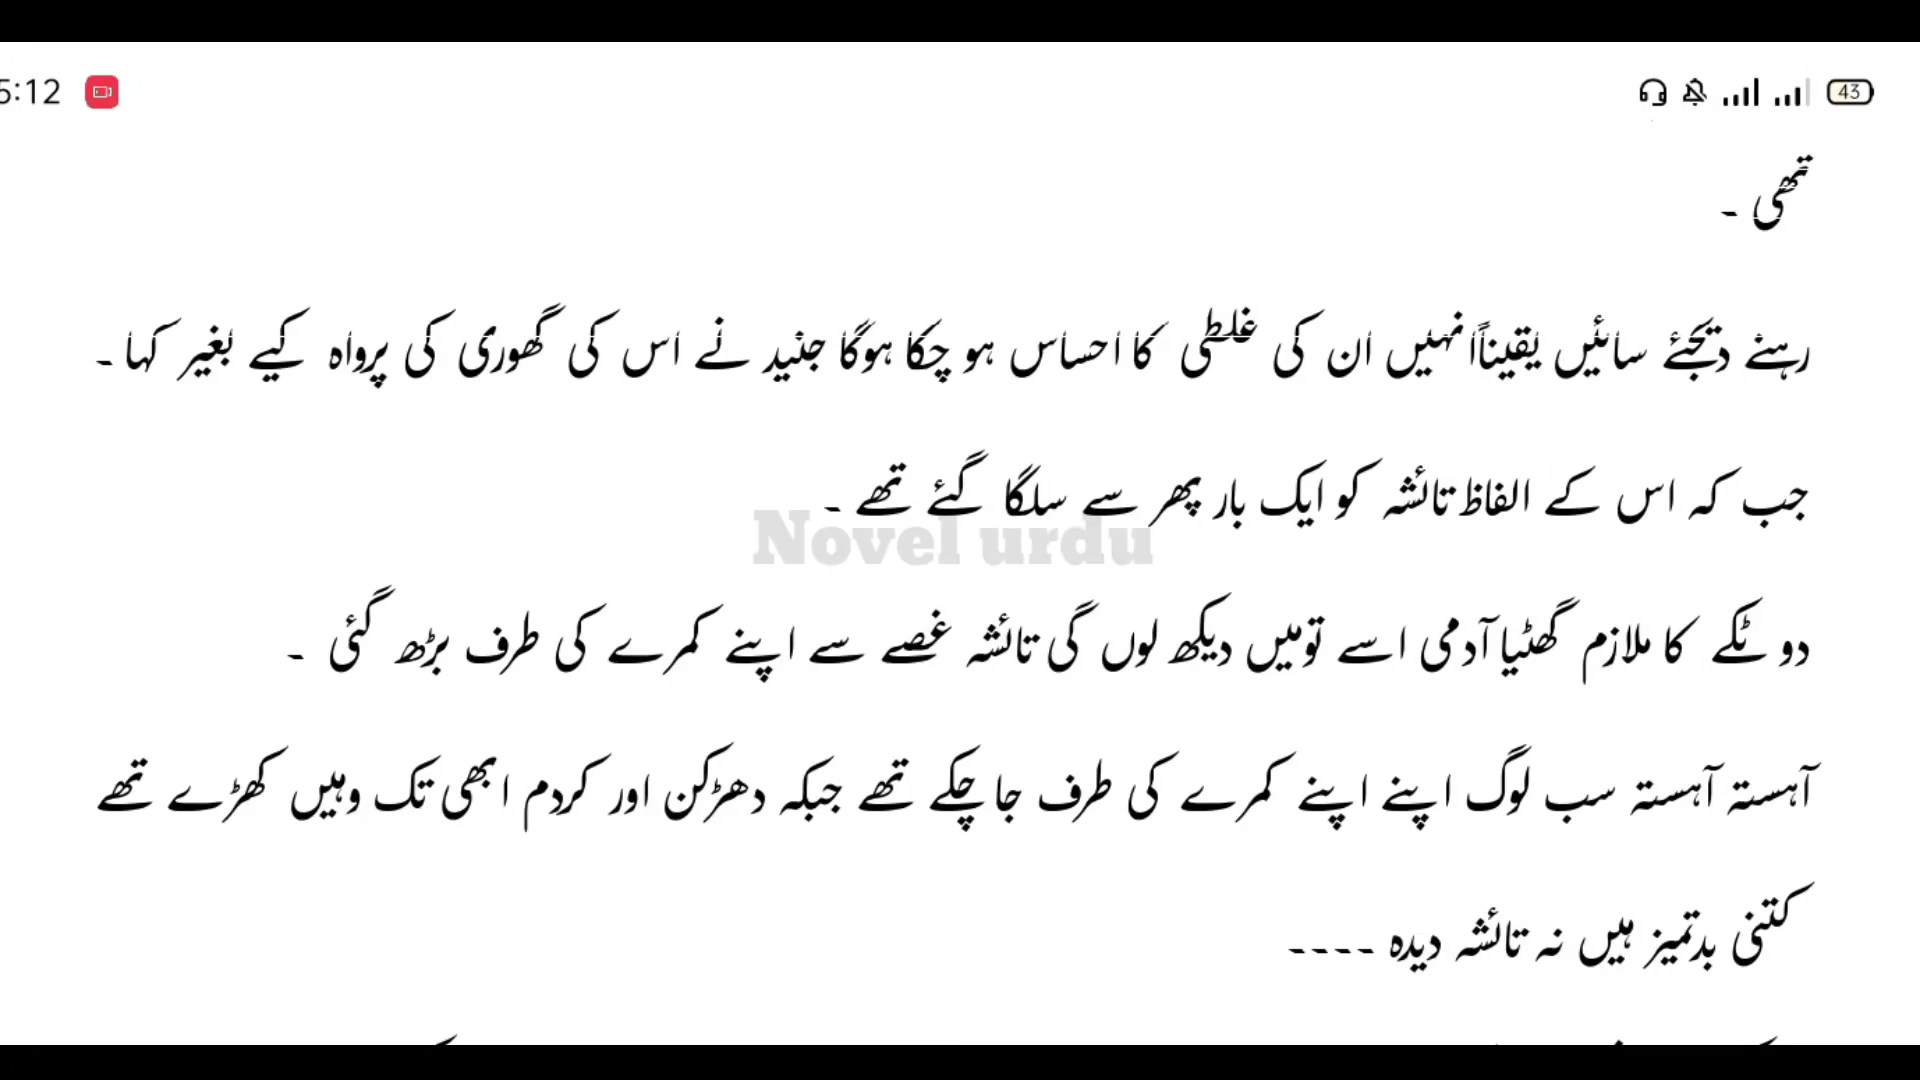 5:12
43
تھی ۔
رہنے دیجئے سائیں یقیناً انہیں ان کی غلطی کا احساس ہو چکا ہوگا جنید نے اس کی گھوری کی پرواہ کیے بغیر کہا ۔
جب کہ اس کے الفاظ تائشہ کو ایک بار پھر سے سلگا گئے تھے ۔
Novel urdu
دو ٹکے کا ملازم گھٹیا آدمی اسے تو میں دیکھ لوں گی تائشہ غصے سے اپنے کمرے کی طرف بڑھ گئی ۔
آہستہ آہستہ سب لوگ اپنے اپنے کمرے کی طرف جا چکے تھے جبکہ دھڑکن اور کردم ابھی تک وہیں کھڑے تھے
کتنی بدتمیز ہیں نہ تائشہ دیدہ ----